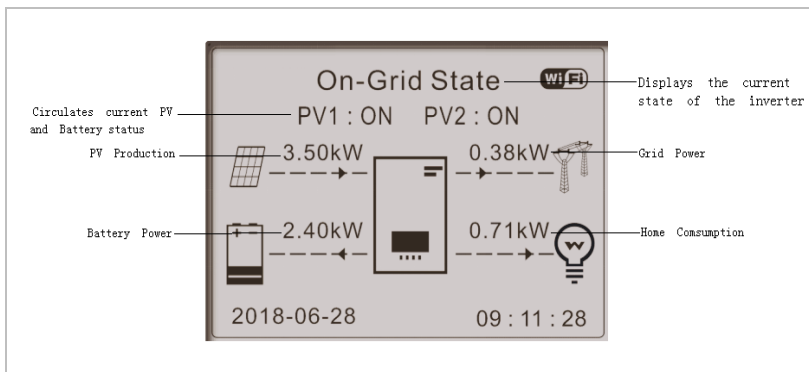 On-Grid State
WiFi
Displays the current
state of the inverter
Circulates current PV
and Battery status
PV1 : ON PV2 : ON
PV Production
3.50kW
0.38kW
Grid Power
Battery Power
2.40kW
0.71kW
Home Comsumption
2018-06-28
09 : 11 : 28